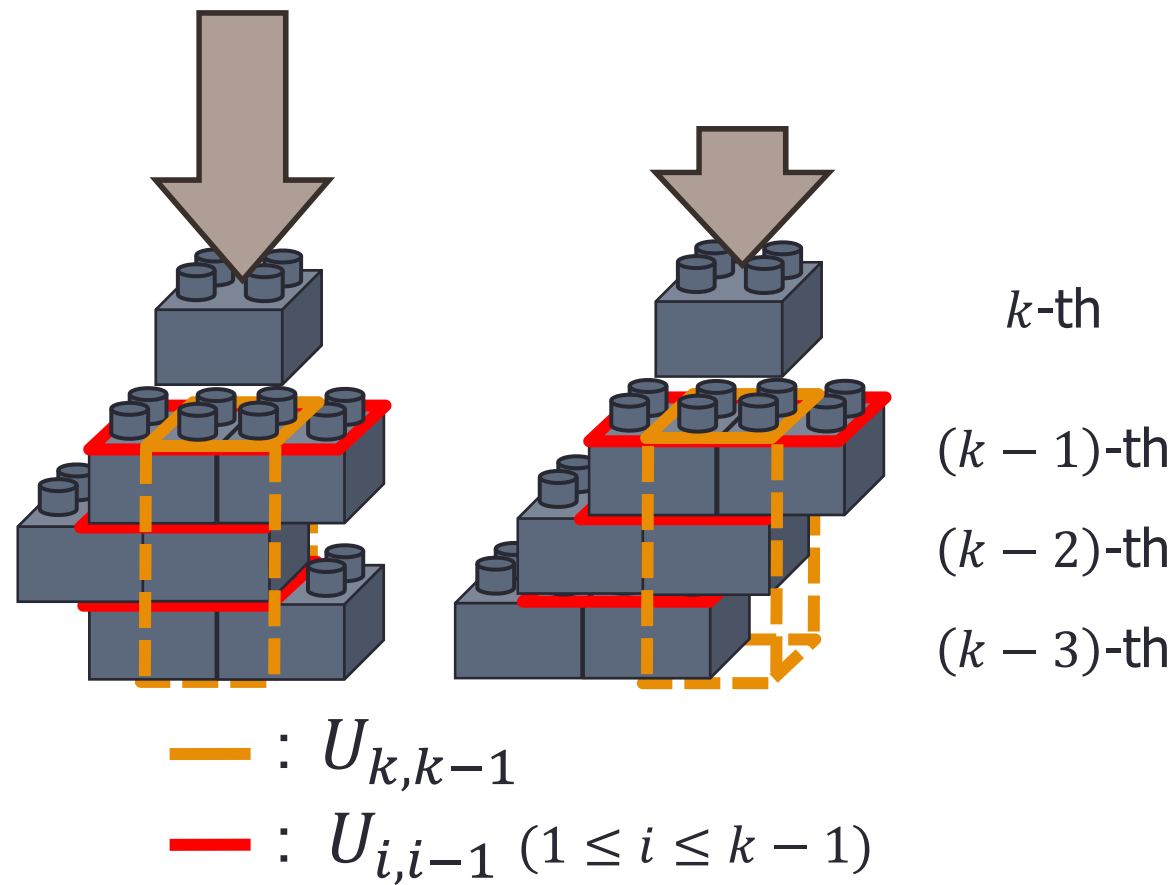 k-th
(k − 1)-th
(k − 2)-th
(k − 3)-th
: U_{k,k−1}
: U_{i,i−1} (1 ≤ i ≤ k − 1)